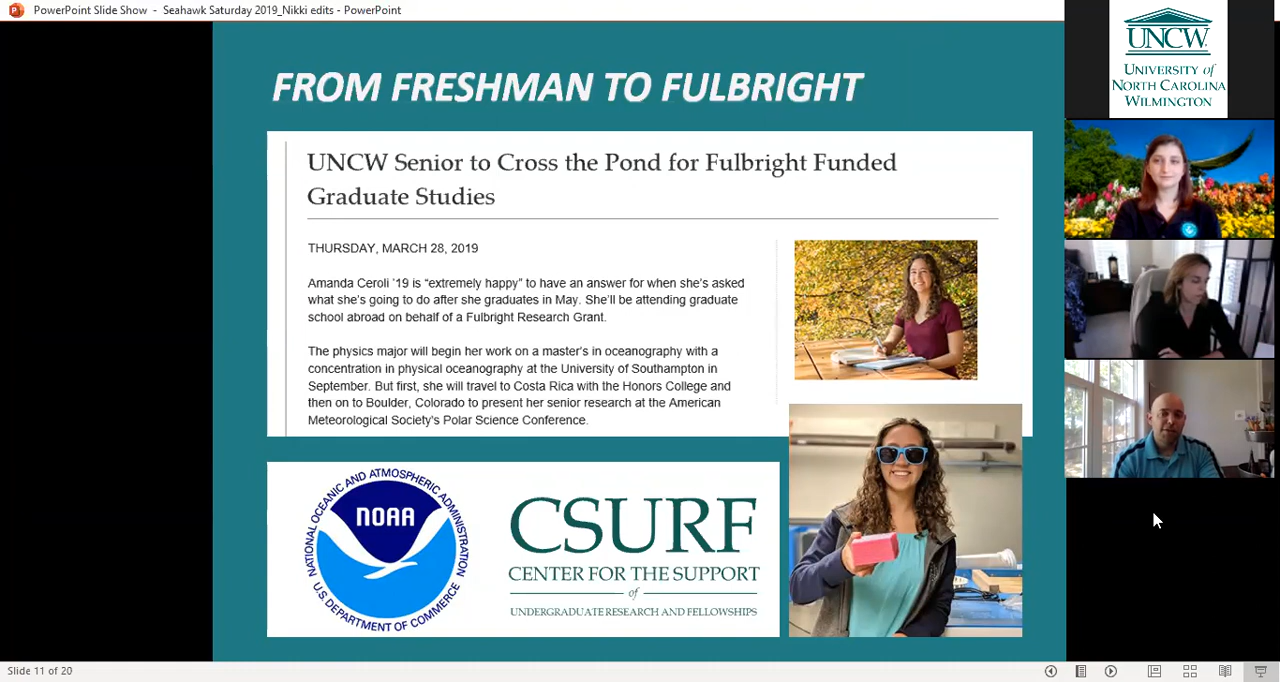 PowerPoint Slide Show - Seahawk Saturday 2019_Nikki edits - PowerPoint
FROM FRESHMAN TO FULBRIGHT
UNCW Senior to Cross the Pond for Fulbright Funded
Graduate Studies
THURSDAY, MARCH 28, 2019
Amanda Ceroli '19 is “extremely happy” to have an answer for when she’s asked
what she’s going to do after she graduates in May. She’ll be attending graduate
school abroad on behalf of a Fulbright Research Grant.
The physics major will begin her work on a master’s in oceanography with a
concentration in physical oceanography at the University of Southampton in
September. But first, she will travel to Costa Rica with the Honors College and
then on to Boulder, Colorado to present her senior research at the American
Meteorological Society’s Polar Science Conference.
NATIONAL OCEANIC AND ATMOSPHERIC ADMINISTRATION
NOAA
U.S. DEPARTMENT OF COMMERCE
CSURF
CENTER FOR THE SUPPORT
of
UNDERGRADUATE RESEARCH AND FELLOWSHIPS
UNCW
UNIVERSITY of
NORTH CAROLINA
WILMINGTON
Slide 11 of 20